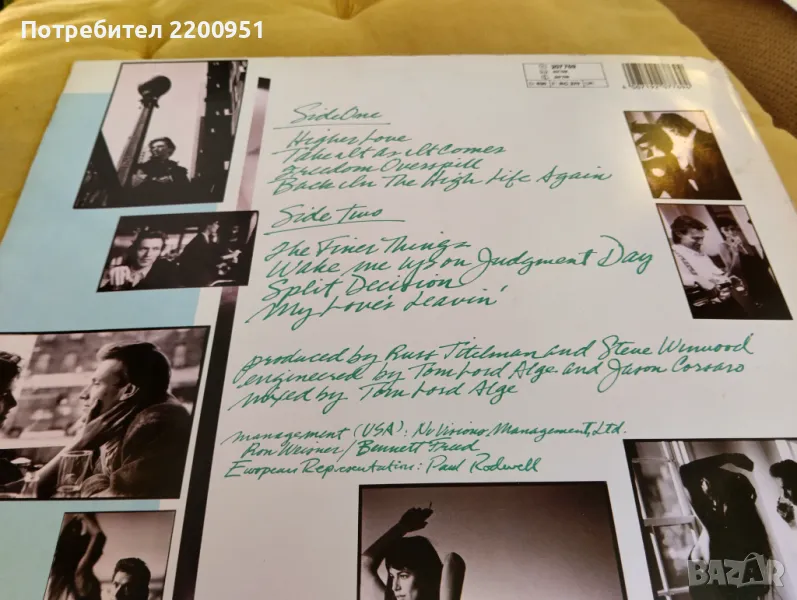 Потребител 2200951
Side One
Higher Love
Take It As It Comes
Freedom Overspill
Back In The High Life Again
Side Two
The Finer Things
Wake me up on Judgment Day
Split Decision
My Love's Leavin'
produced by Russ Titelman and Steve Winwood
engineered by Tom Lord Alge and Jason Corsaro
mixed by Tom Lord Alge
management (USA): NuVisions Management, Ltd.
Ron Weisner / Bennett Freed
European Representation: Paul Rodwell
BAZAR